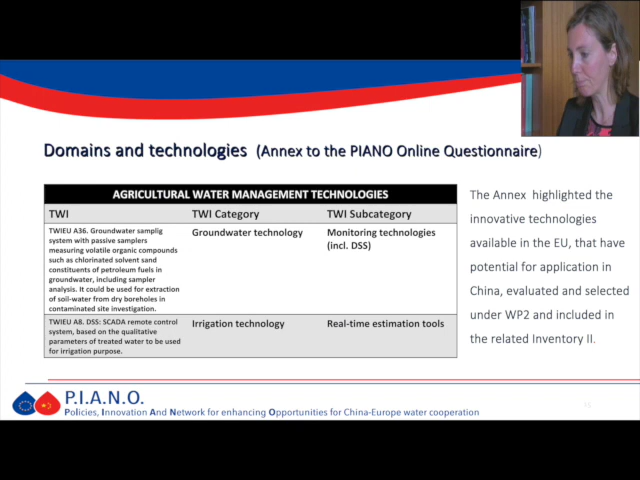 Domains and technologies (Annex to the PIANO Online Questionnaire)
AGRICULTURAL WATER MANAGEMENT TECHNOLOGIES
TWI TWI Category TWI Subcategory
TWIEU A36. Groundwater samplig
system with passive samplers
measuring volatile organic compounds
such as chlorinated solvent sand
constituents of petroleum fuels in
groundwater, including sampler
analysis. It could be used for extraction
of soil-water from dry boreholes in
contaminated site investigation.
Groundwater technology
Monitoring technologies
(incl. DSS)
TWIEU A8. DSS: SCADA remote control
system, based on the qualitative
parameters of treated water to be used
for irrigation purpose.
Irrigation technology
Real-time estimation tools
The Annex highlighted the
innovative technologies
available in the EU, that have
potential for application in
China, evaluated and selected
under WP2 and included in
the related Inventory II.
P.I.A.N.O.
Policies, Innovation And Network for enhancing Opportunities for China-Europe water cooperation